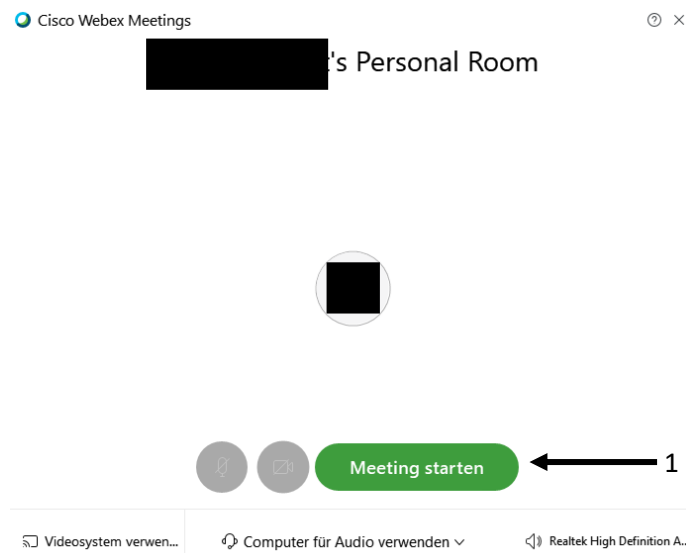 Cisco Webex Meetings
's Personal Room
Meeting starten
1
Videosystem verwen...
Computer für Audio verwenden
Realtek High Definition A...